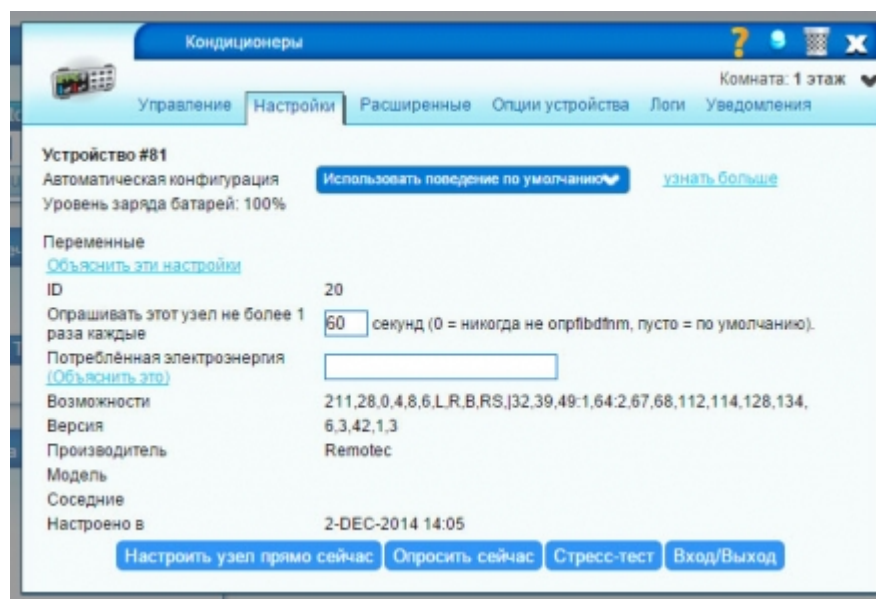 Кондиционеры
Комната: 1 этаж
Управление Настройки Расширенные Опции устройства Логи Уведомления
Устройство #81
Автоматическая конфигурация Использовать поведение по умолчанию узнать больше
Уровень заряда батарей: 100%
Переменные
Объяснить эти настройки
ID 20
Опрашивать этот узел не более 1 60 секунд (0 = никогда не опрfibdfnm, пусто = по умолчанию).
раза каждые
Потреблённая электроэнергия
(Объяснить это)
Возможности 211,28,0,4,8,6,L,R,B,RS,|32,39,49:1,64:2,67,68,112,114,128,134,
Версия 6,3,42,1,3
Производитель Remotec
Модель
Соседние
Настроено в 2-DEC-2014 14:05
Настроить узел прямо сейчас Опросить сейчас Стресс-тест Вход/Выход